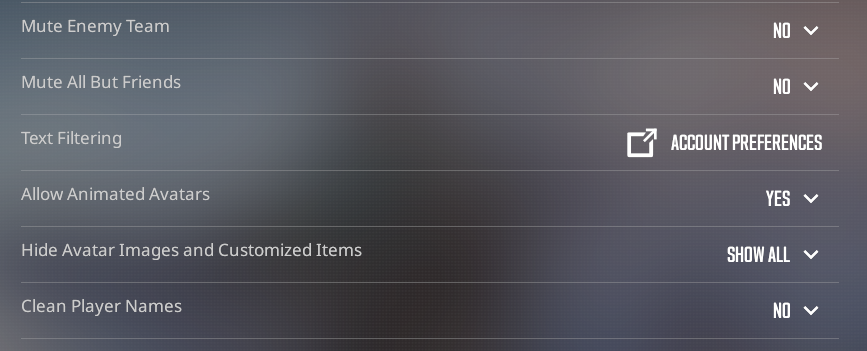 Mute Enemy Team NO
Mute All But Friends NO
Text Filtering ACCOUNT PREFERENCES
Allow Animated Avatars YES
Hide Avatar Images and Customized Items SHOW ALL
Clean Player Names NO